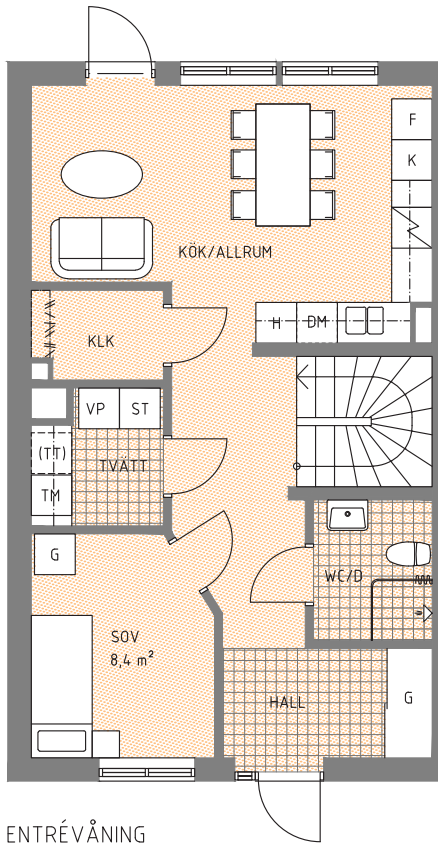 F
K
KÖK/ALLRUM
H
DM
KLK
VP
ST
(TT)
TVÄTT
TM
G
WC/D
SOV
8,4 m²
HALL
G
ENTRÉVÅNING